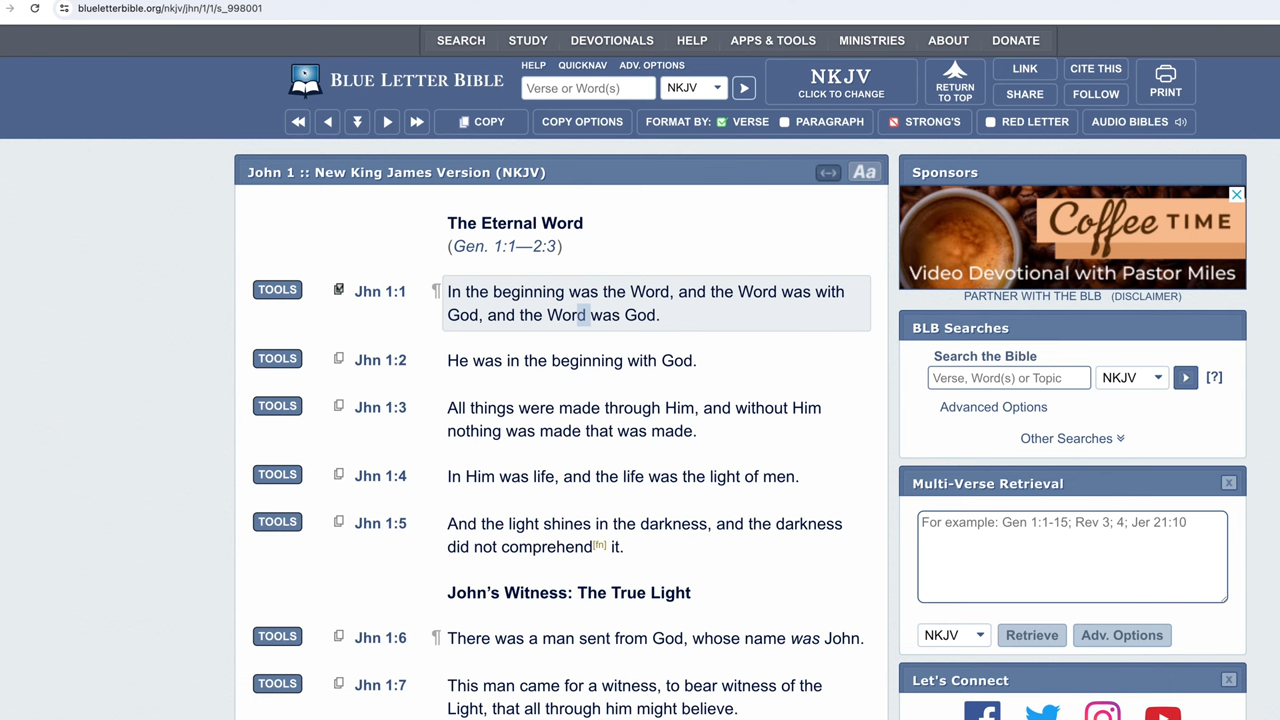 blueletterbible.org/nkjv/jhn/1/1/s_998001
SEARCH STUDY DEVOTIONALS HELP APPS & TOOLS MINISTRIES ABOUT DONATE
BLUE LETTER BIBLE
HELP QUICKNAV ADV. OPTIONS
Verse or Word(s) NKJV
NKJV
CLICK TO CHANGE
RETURN
TO TOP
LINK CITE THIS
SHARE FOLLOW
PRINT
COPY COPY OPTIONS FORMAT BY: VERSE PARAGRAPH STRONG'S RED LETTER AUDIO BIBLES
John 1 :: New King James Version (NKJV) Aa
The Eternal Word
(Gen. 1:1—2:3)
TOOLS Jhn 1:1 ¶ In the beginning was the Word, and the Word was with
God, and the Word was God.
TOOLS Jhn 1:2 He was in the beginning with God.
TOOLS Jhn 1:3 All things were made through Him, and without Him
nothing was made that was made.
TOOLS Jhn 1:4 In Him was life, and the life was the light of men.
TOOLS Jhn 1:5 And the light shines in the darkness, and the darkness
did not comprehend[fn] it.
John’s Witness: The True Light
TOOLS Jhn 1:6 ¶ There was a man sent from God, whose name was John.
TOOLS Jhn 1:7 This man came for a witness, to bear witness of the
Light, that all through him might believe.
Sponsors
Coffee TIME
Video Devotional with Pastor Miles
PARTNER WITH THE BLB (DISCLAIMER)
BLB Searches
Search the Bible
Verse, Word(s) or Topic NKJV [?]
Advanced Options
Other Searches
Multi-Verse Retrieval x
For example: Gen 1:1-15; Rev 3; 4; Jer 21:10
NKJV Retrieve Adv. Options
Let's Connect x